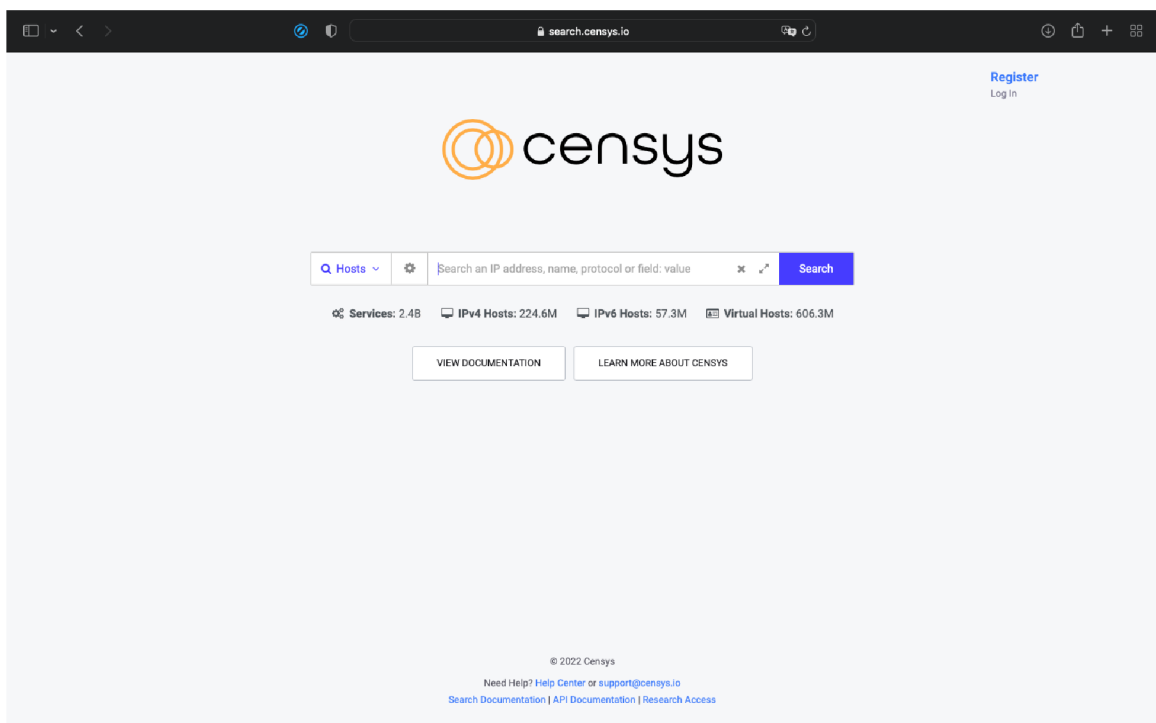 search.censys.io
Register
Log In
censys
Hosts
Search an IP address, name, protocol or field: value
Search
Services: 2.4B IPv4 Hosts: 224.6M IPv6 Hosts: 57.3M Virtual Hosts: 606.3M
VIEW DOCUMENTATION LEARN MORE ABOUT CENSYS
© 2022 Censys
Need Help? Help Center or support@censys.io
Search Documentation | API Documentation | Research Access